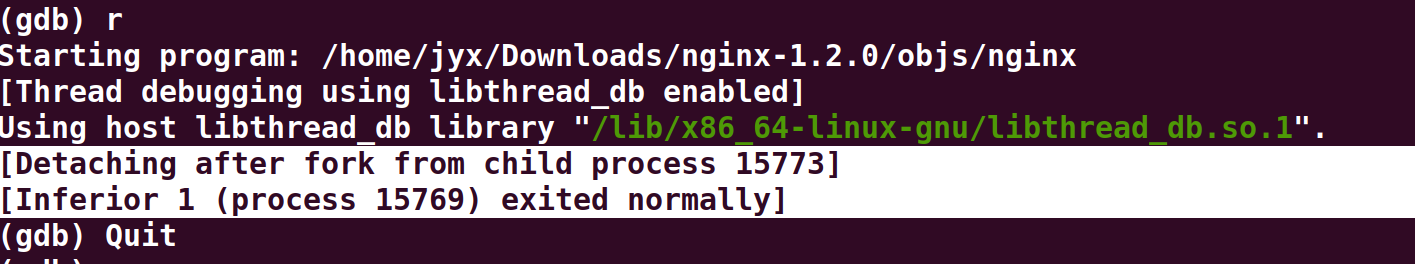 (gdb) r
Starting program: /home/jyx/Downloads/nginx-1.2.0/objs/nginx
[Thread debugging using libthread_db enabled]
Using host libthread_db library "/lib/x86_64-linux-gnu/libthread_db.so.1".
[Detaching after fork from child process 15773]
[Inferior 1 (process 15769) exited normally]
(gdb) Quit